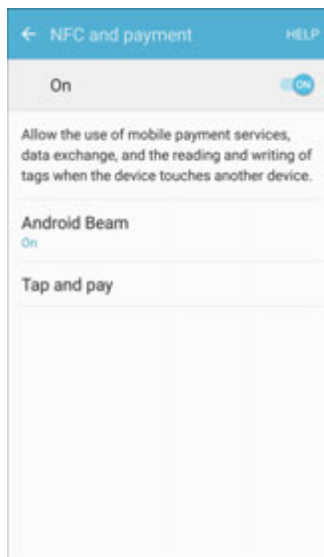 NFC and payment HELP
On ON
Allow the use of mobile payment services,
data exchange, and the reading and writing of
tags when the device touches another device.
Android Beam
On
Tap and pay